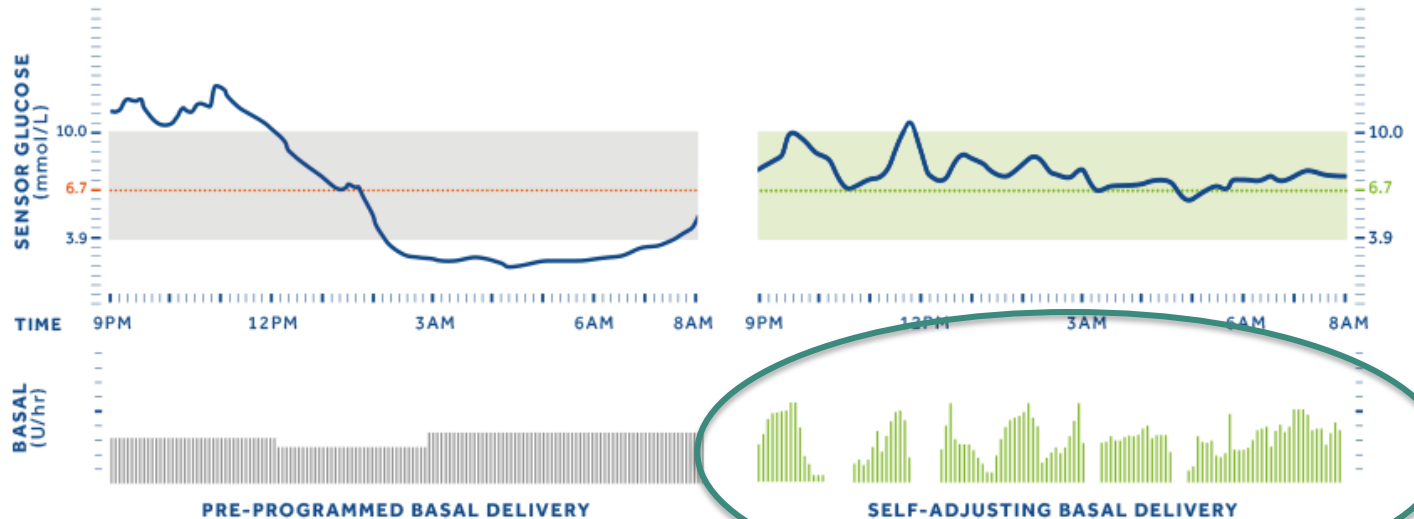 SENSOR GLUCOSE
(mmol/L)
10.0
6.7
3.9
10.0
6.7
3.9
TIME
9PM 12PM 3AM 6AM 8AM
9PM 12PM 3AM 6AM 8AM
BASAL
(U/hr)
PRE-PROGRAMMED BASAL DELIVERY
SELF-ADJUSTING BASAL DELIVERY